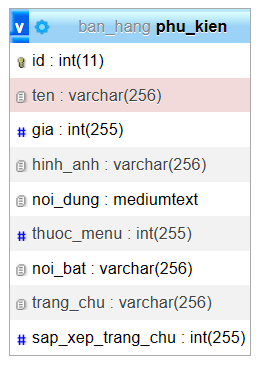 v ban_hang phu_kien
id : int(11)
ten : varchar(256)
# gia : int(255)
hinh_anh : varchar(256)
noi_dung : mediumtext
# thuoc_menu : int(255)
noi_bat : varchar(256)
trang_chu : varchar(256)
# sap_xep_trang_chu : int(255)